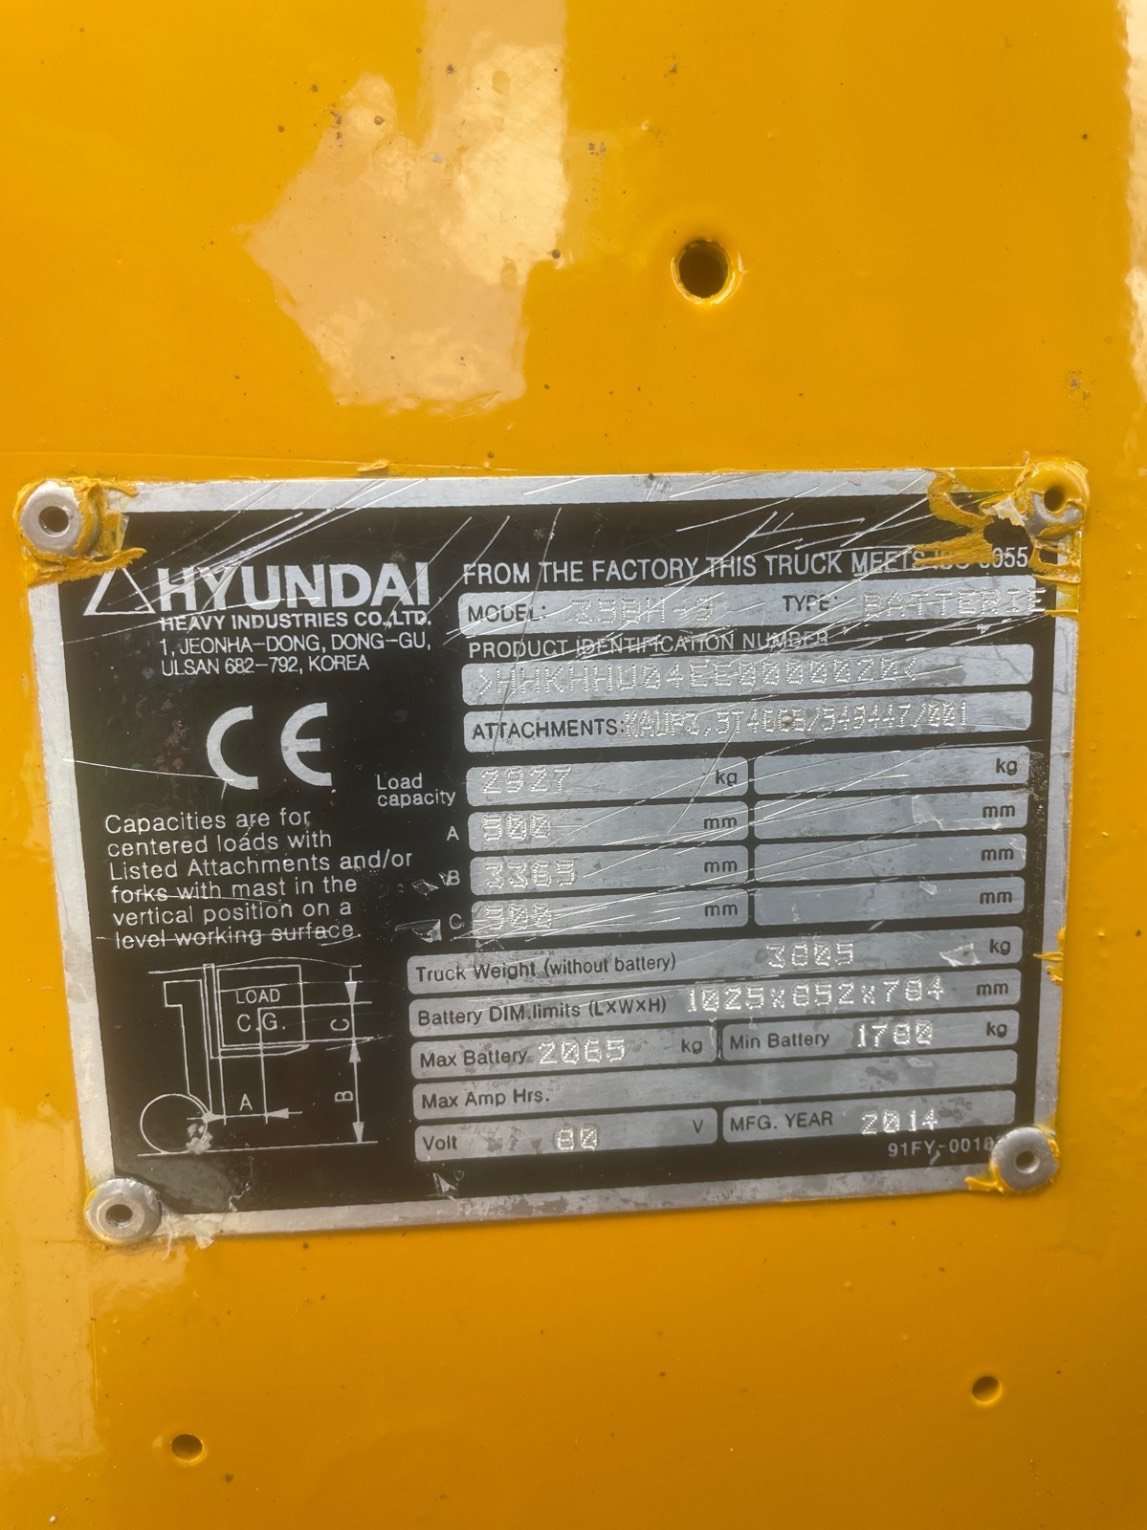 HYUNDAI
HEAVY INDUSTRIES CO.,LTD.
1, JEONHA-DONG, DONG-GU,
ULSAN 682-792, KOREA
CE
Capacities are for
centered loads with
Listed Attachments and/or
forks with mast in the
vertical position on a
level working surface.
LOAD
C.G.
A
B
C
FROM THE FACTORY THIS TRUCK MEETS
MODEL: TYPE: BATTERIE
PRODUCT IDENTIFICATION NUMBER
ATTACHMENTS:
Load
capacity
kg kg
A mm mm
B 3365 mm mm
C mm mm
Truck Weight (without battery) 3805 kg
Battery DIM.limits (L×W×H) 1025X852X784 mm
Max Battery 2065 kg Min Battery 1780 kg
Max Amp Hrs.
Volt 80 V MFG. YEAR 2014